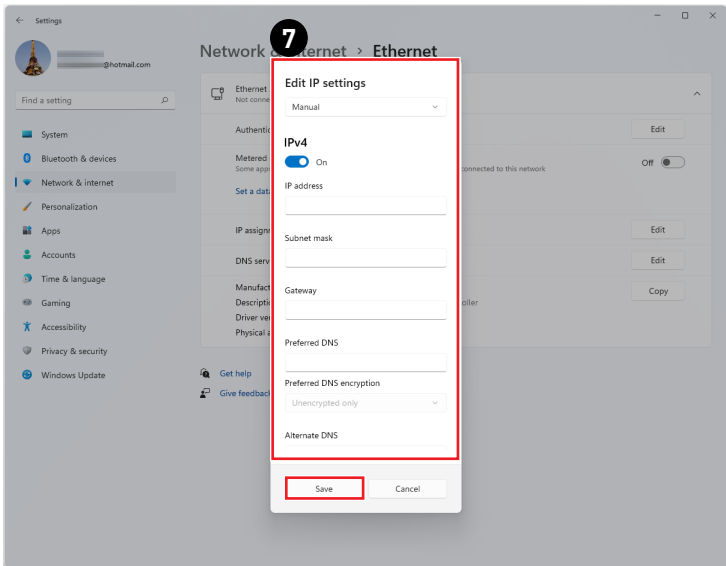 Settings
@hotmail.com
Find a setting
System
Bluetooth & devices
Network & internet
Personalization
Apps
Accounts
Time & language
Gaming
Accessibility
Privacy & security
Windows Update
7
Network & internet > Ethernet
Ethernet
Not conne
Authentic
Edit
Metered
Some app
connected to this network
Off
Set a data
IP assign
Edit
DNS serv
Edit
Manufact
Copy
Descripti
oller
Driver ver
Physical a
Get help
Give feedback
Edit IP settings
Manual
IPv4
On
IP address
Subnet mask
Gateway
Preferred DNS
Preferred DNS encryption
Unencrypted only
Alternate DNS
Save
Cancel